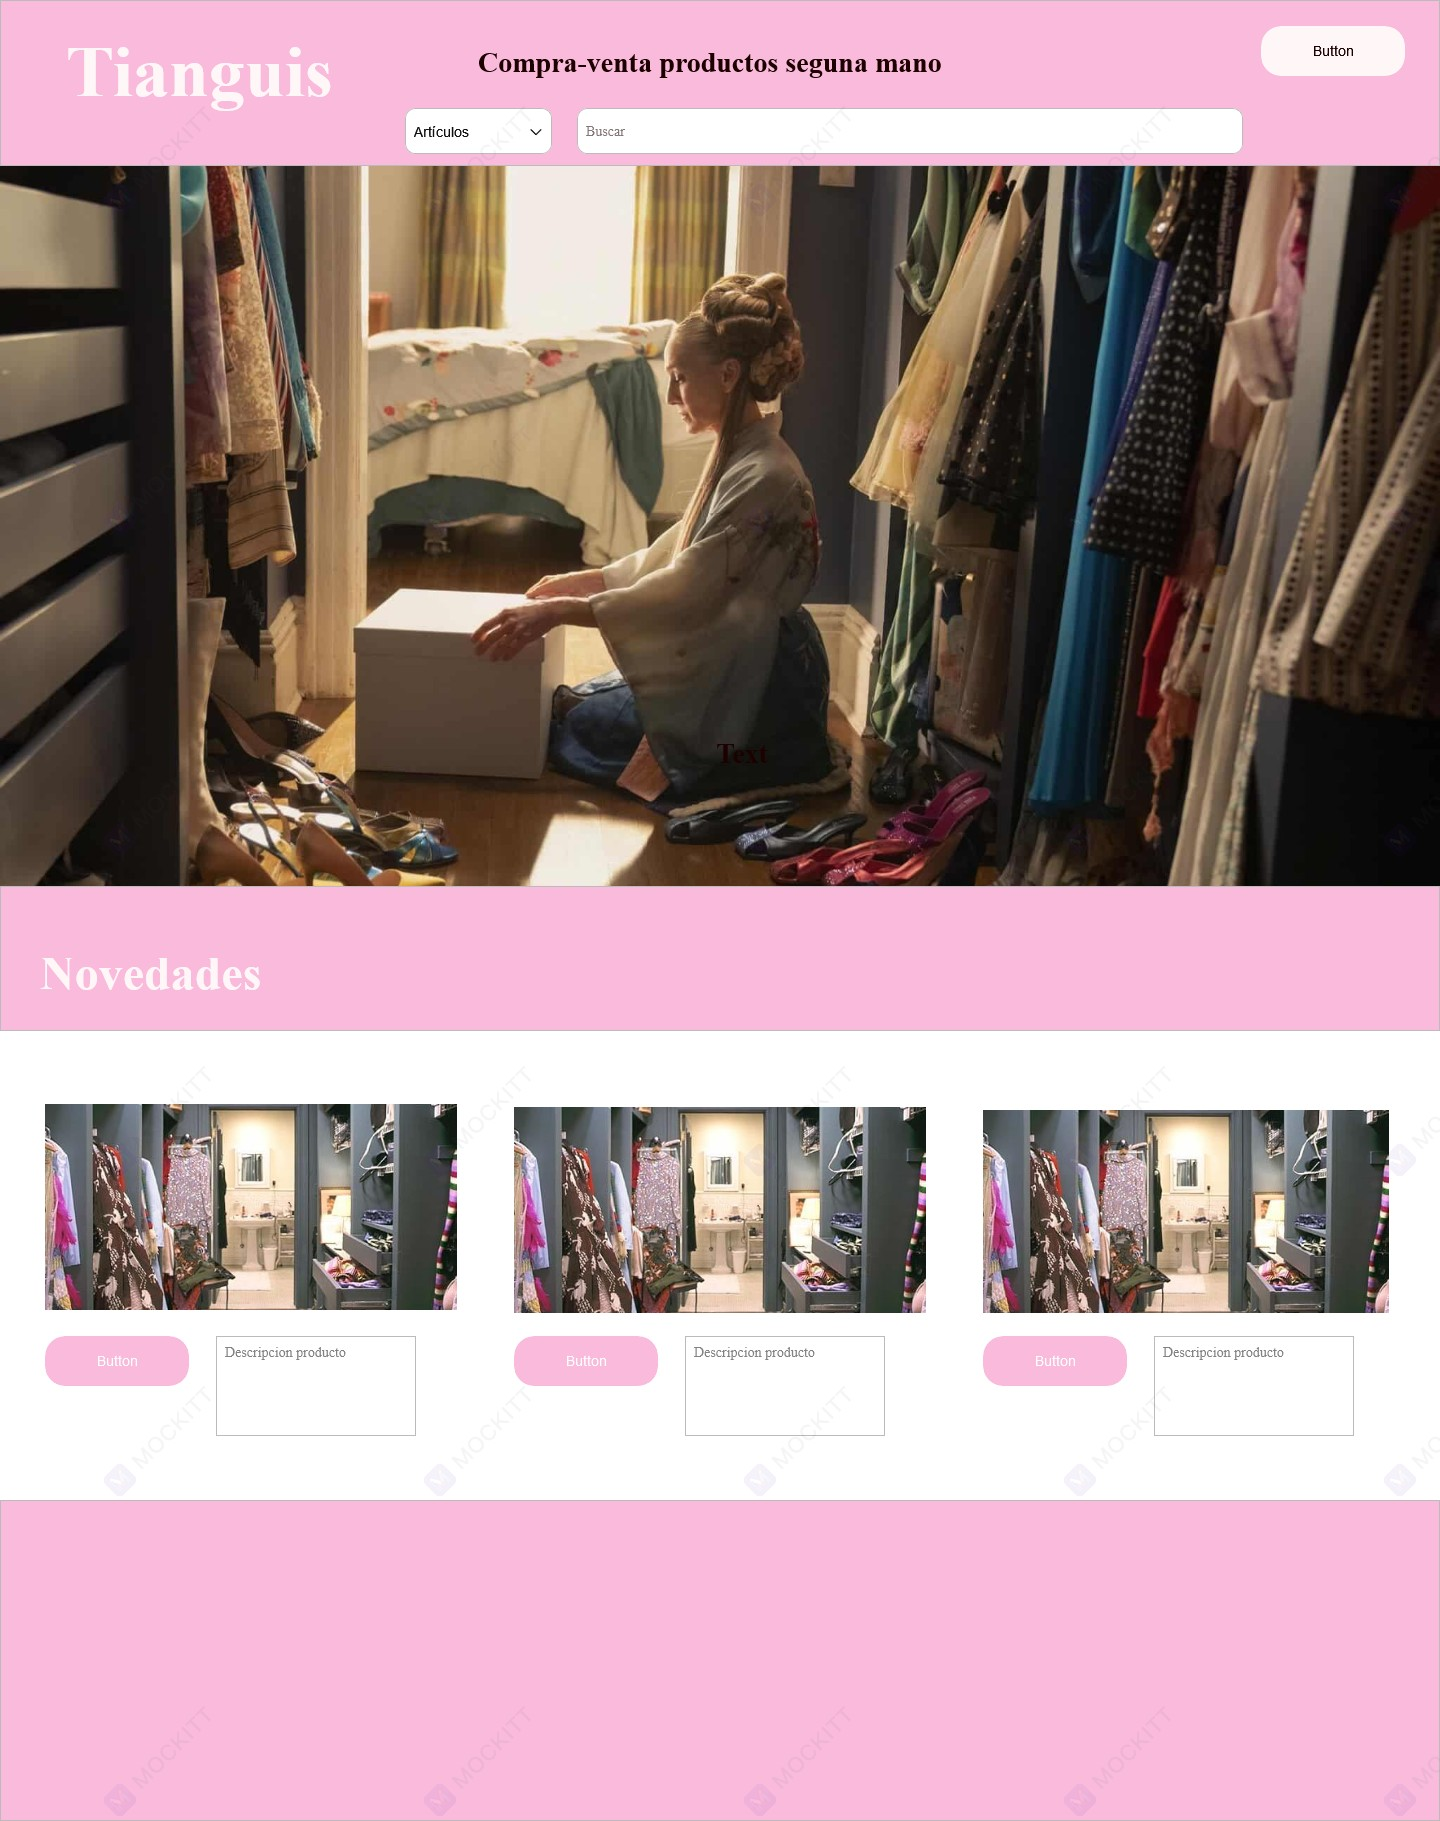 Tianguis
Compra-venta productos seguna mano
Button
Artículos
Buscar
Text
Novedades
Button
Descripcion producto
Button
Descripcion producto
Button
Descripcion producto
MOCKITT